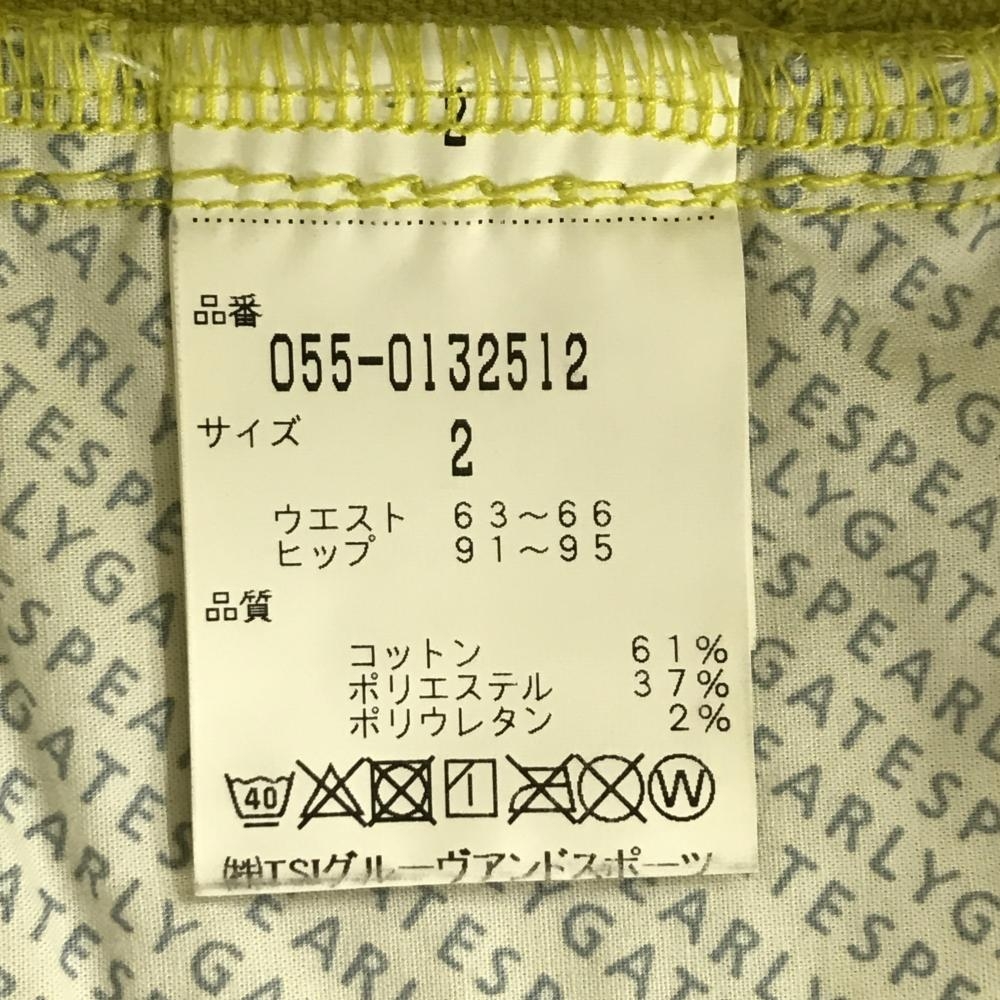 2
品番
055-0132512
サイズ
2
ウエスト 63～66
ヒップ 91～95
品質
コットン 61%
ポリエステル 37%
ポリウレタン 2%
40 W
㈱TSIグルーヴアンドスポーツ
PEARLY GATES